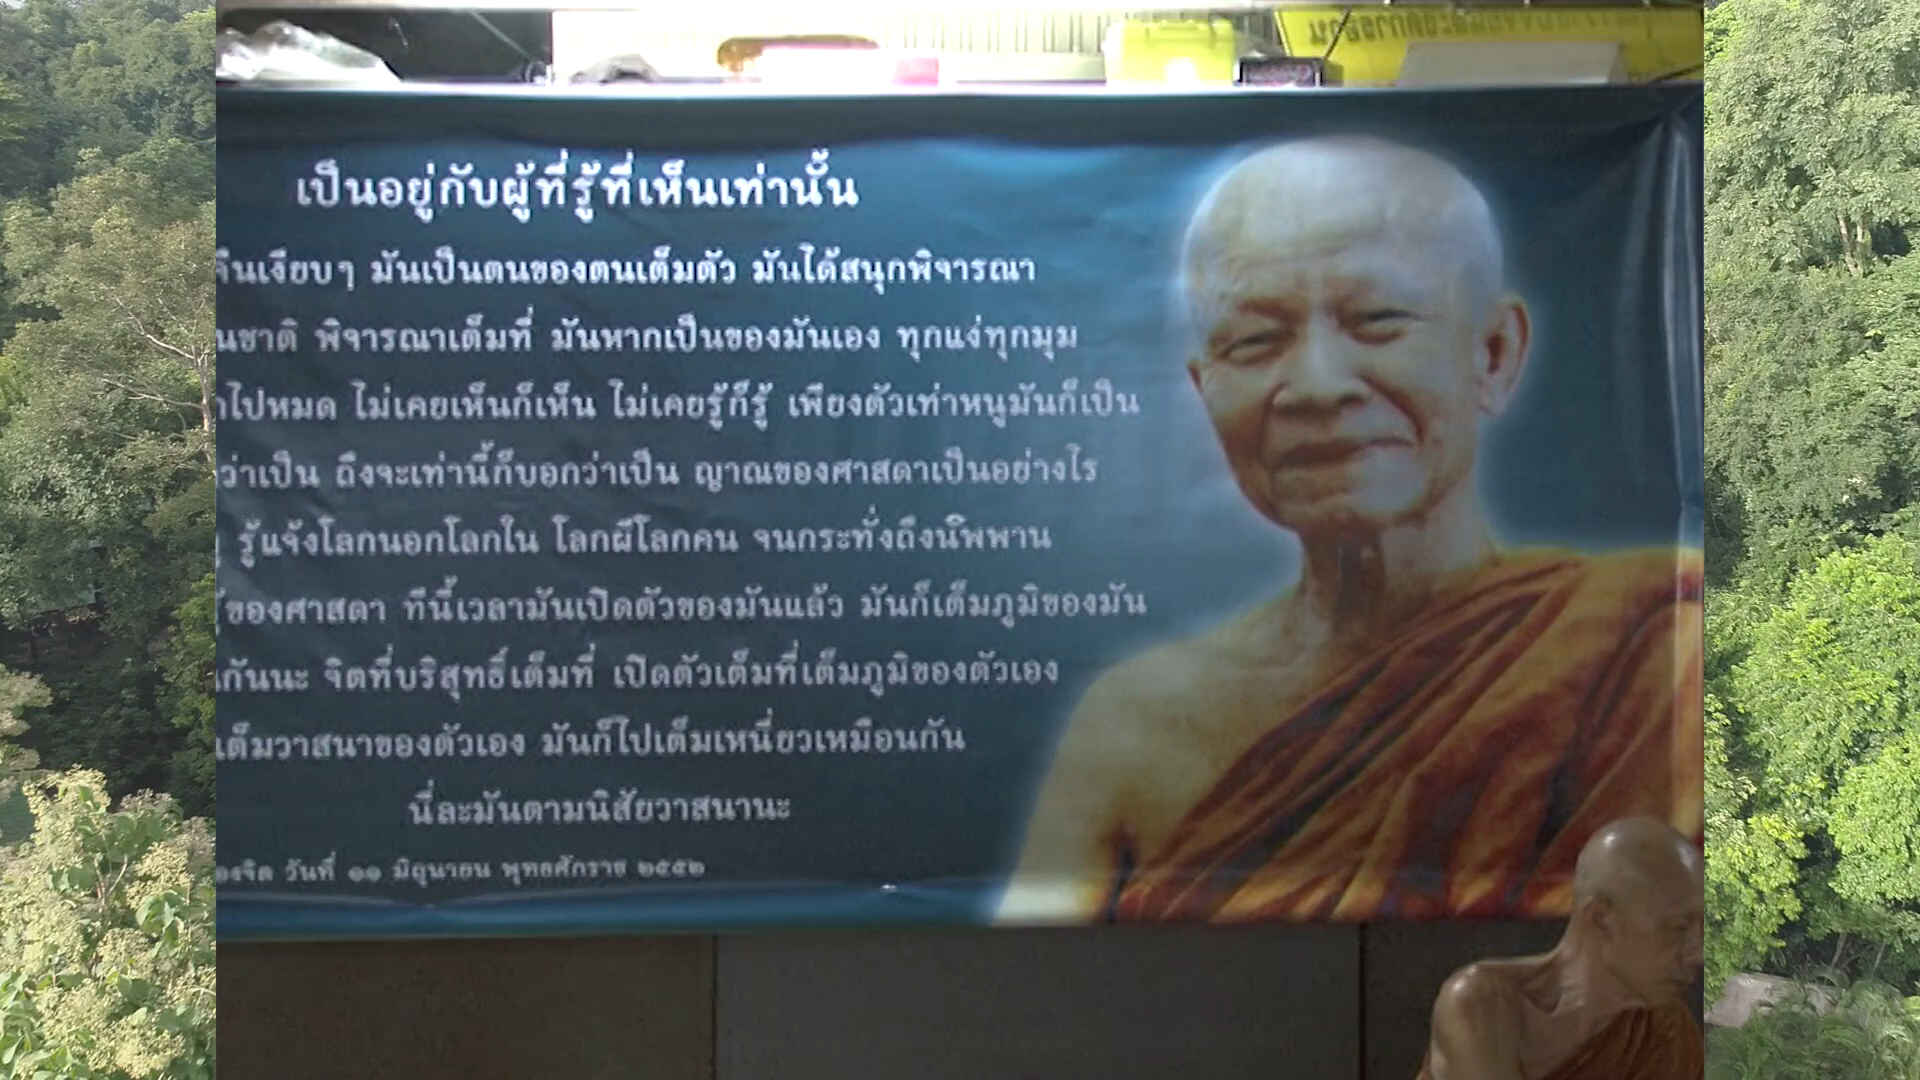 เป็นอยู่กับผู้ที่รู้ที่เห็นเท่านั้น
เงียบๆ มันเป็นตนของตนเต็มตัว มันได้สนุกพิจารณา
พิจารณาเต็มที่ มันหากเป็นของมันเอง ทุกแง่ทุกมุม
ไปหมด ไม่เคยเห็นก็เห็น ไม่เคยรู้ก็รู้ เพียงตัวเท่าหนูมันก็เป็น
ว่าเป็น ถึงจะเท่านี้ก็บอกว่าเป็น ญาณของศาสดาเป็นอย่างไร
รู้แจ้งโลกนอกโลกใน โลกผีโลกคน จนกระทั่งถึงนิพพาน
ของศาสดา ทีนี้เวลามันเปิดตัวของมันแล้ว มันก็เต็มภูมิของมัน
กันนะ จิตที่บริสุทธิ์เต็มที่ เปิดตัวเต็มที่เต็มภูมิของตัวเอง
เต็มวาสนาของตัวเอง มันก็ไปเต็มเหนี่ยวเหมือนกัน
นี่ละมันตามนิสัยวาสนานะ
วันที่ ๑๑ มิถุนายน พุทธศักราช ๒๕๕๒